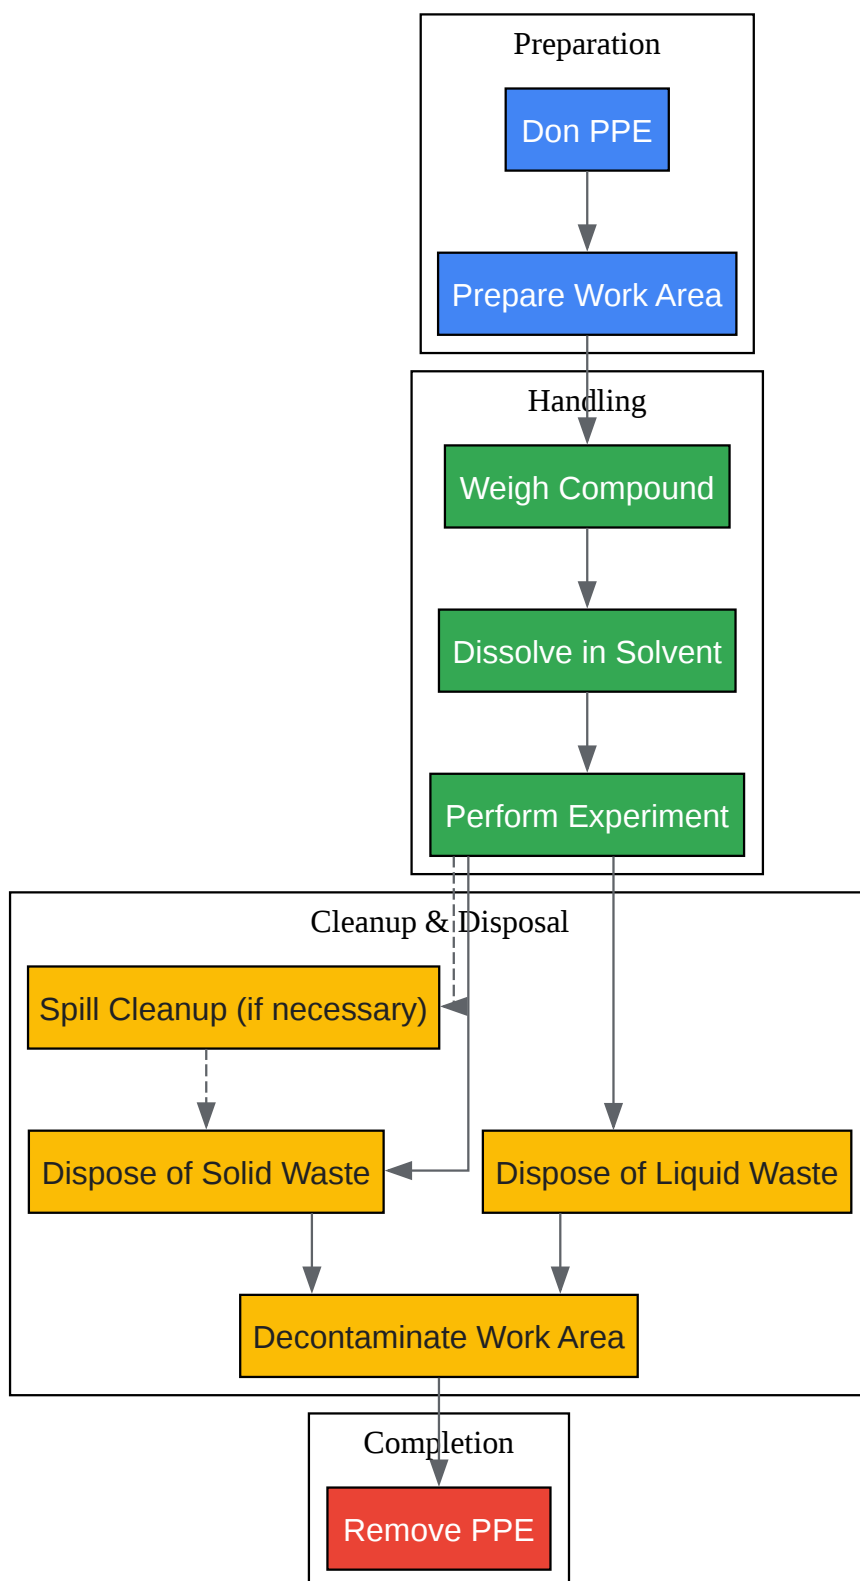 Preparation
Don PPE
Prepare Work Area
Handling
Weigh Compound
Dissolve in Solvent
Perform Experiment
Cleanup & Disposal
Spill Cleanup (if necessary)
Dispose of Solid Waste
Dispose of Liquid Waste
Decontaminate Work Area
Completion
Remove PPE